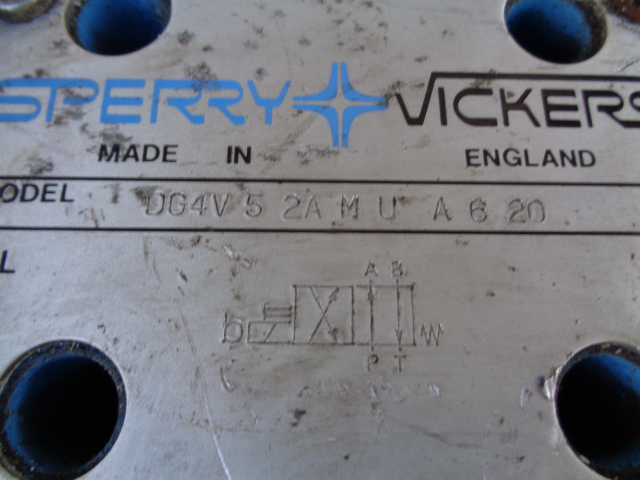 SPERRY VICKERS
MADE IN ENGLAND
ODEL DG4V 5 2A M U A 6 20
L
A B
b W
P T